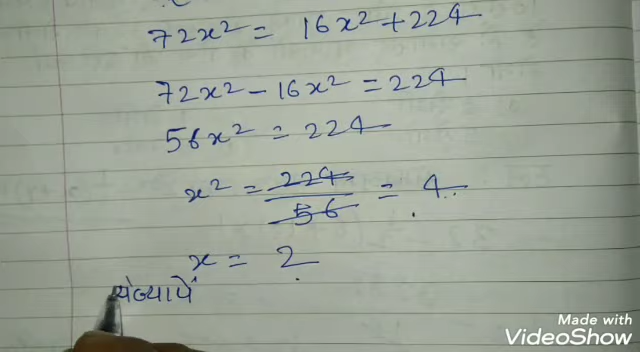 72x² = 16x² + 224
72x² - 16x² = 224
56x² = 224
x² = 224/56 = 4
x = 2
संख्यायें
Made with
VideoShow